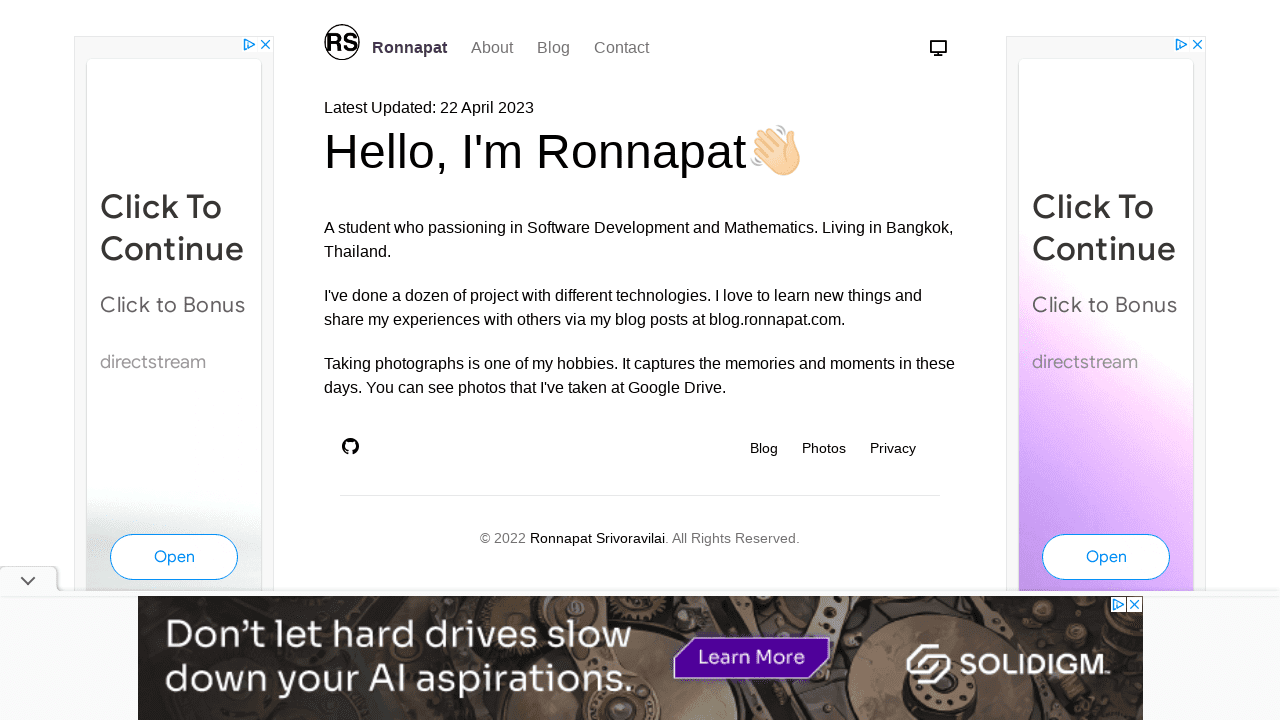 RS Ronnapat About Blog Contact
Latest Updated: 22 April 2023
Hello, I'm Ronnapat👋🏻
A student who passioning in Software Development and Mathematics. Living in Bangkok,
Thailand.
I've done a dozen of project with different technologies. I love to learn new things and
share my experiences with others via my blog posts at blog.ronnapat.com.
Taking photographs is one of my hobbies. It captures the memories and moments in these
days. You can see photos that I've taken at Google Drive.
Blog Photos Privacy
© 2022 Ronnapat Srivoravilai. All Rights Reserved.
Click To
Continue
Click to Bonus
directstream
Open
Click To
Continue
Click to Bonus
directstream
Open
Don't let hard drives slow
down your AI aspirations.
Learn More
SOLIDIGM